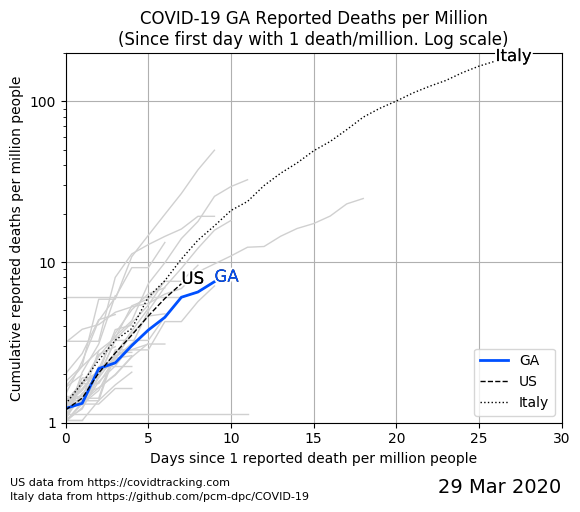 COVID-19 GA Reported Deaths per Million
(Since first day with 1 death/million. Log scale)
Cumulative reported deaths per million people
100
10
1
Italy
US
GA
GA
US
Italy
0 5 10 15 20 25 30
Days since 1 reported death per million people
US data from https://covidtracking.com
Italy data from https://github.com/pcm-dpc/COVID-19
29 Mar 2020